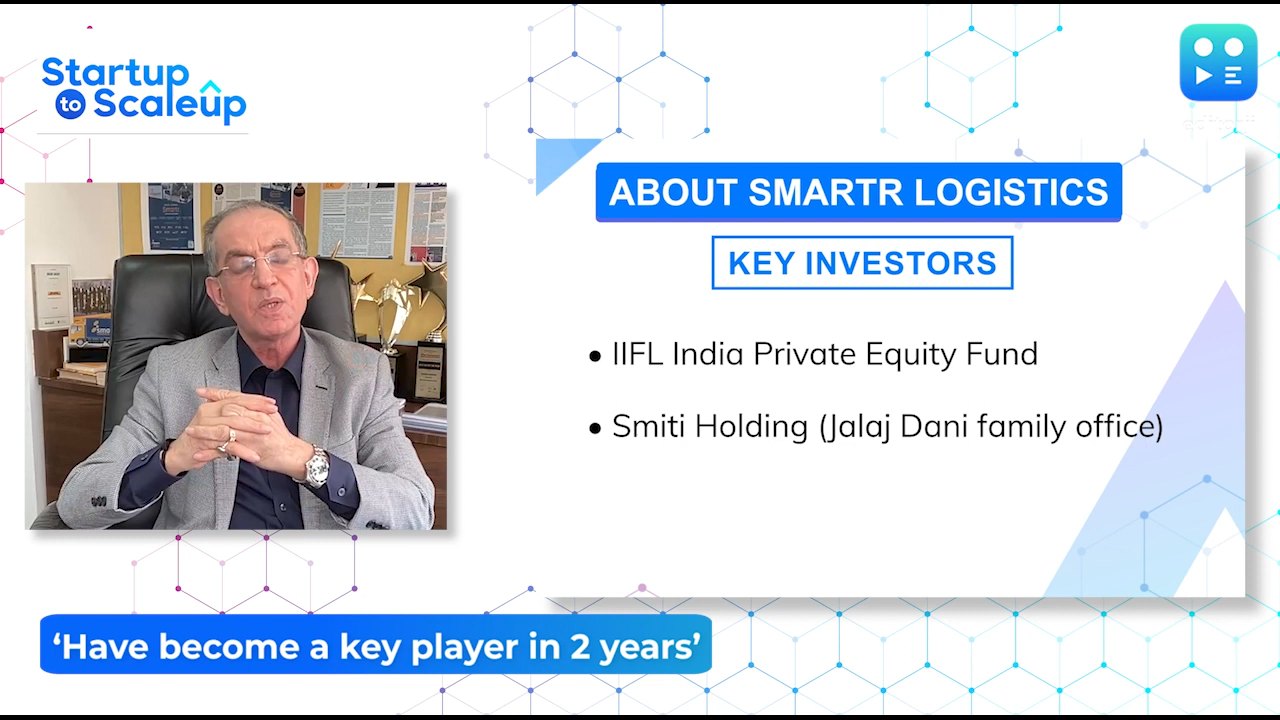 Startup
to Scaleup
ABOUT SMARTR LOGISTICS
KEY INVESTORS
• IIFL India Private Equity Fund
• Smiti Holding (Jalaj Dani family office)
‘Have become a key player in 2 years’